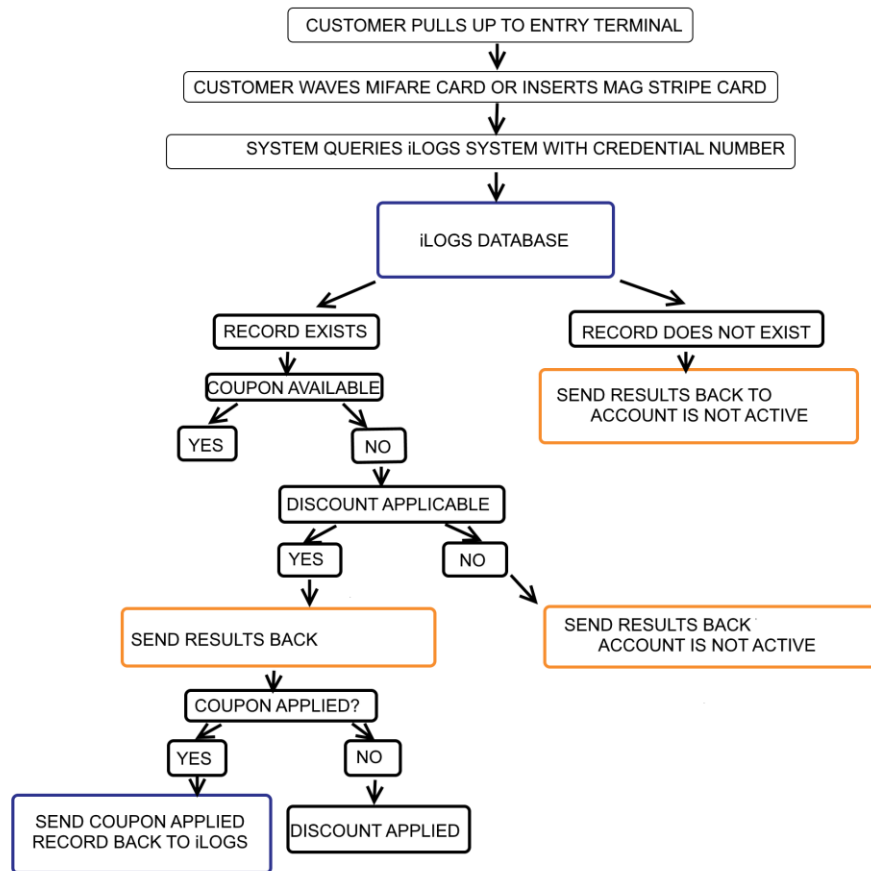 CUSTOMER PULLS UP TO ENTRY TERMINAL
CUSTOMER WAVES MIFARE CARD OR INSERTS MAG STRIPE CARD
SYSTEM QUERIES iLOGS SYSTEM WITH CREDENTIAL NUMBER
iLOGS DATABASE
RECORD EXISTS
RECORD DOES NOT EXIST
COUPON AVAILABLE
SEND RESULTS BACK TO
ACCOUNT IS NOT ACTIVE
YES
NO
DISCOUNT APPLICABLE
YES
NO
SEND RESULTS BACK
SEND RESULTS BACK
ACCOUNT IS NOT ACTIVE
COUPON APPLIED?
YES
NO
SEND COUPON APPLIED
RECORD BACK TO iLOGS
DISCOUNT APPLIED